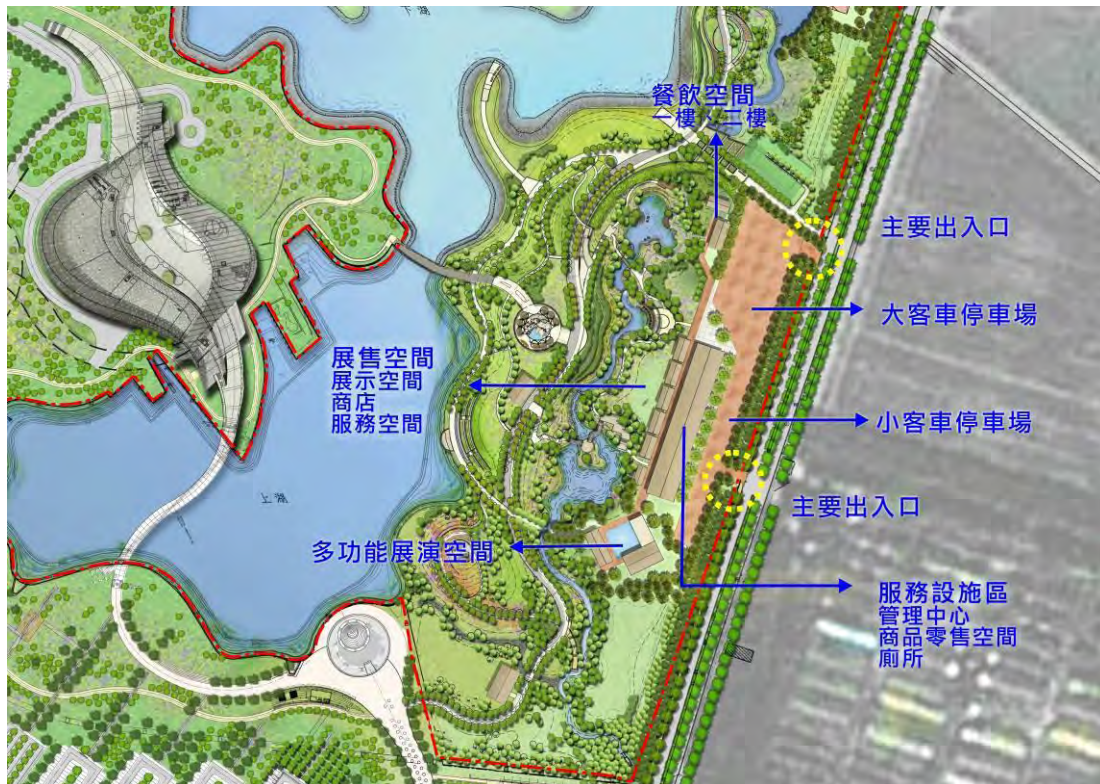 下湖
餐飲空間
一樓、二樓
主要出入口
大客車停車場
展售空間
展示空間
商店
服務空間
小客車停車場
上湖
主要出入口
多功能展演空間
服務設施區
管理中心
商品零售空間
廁所